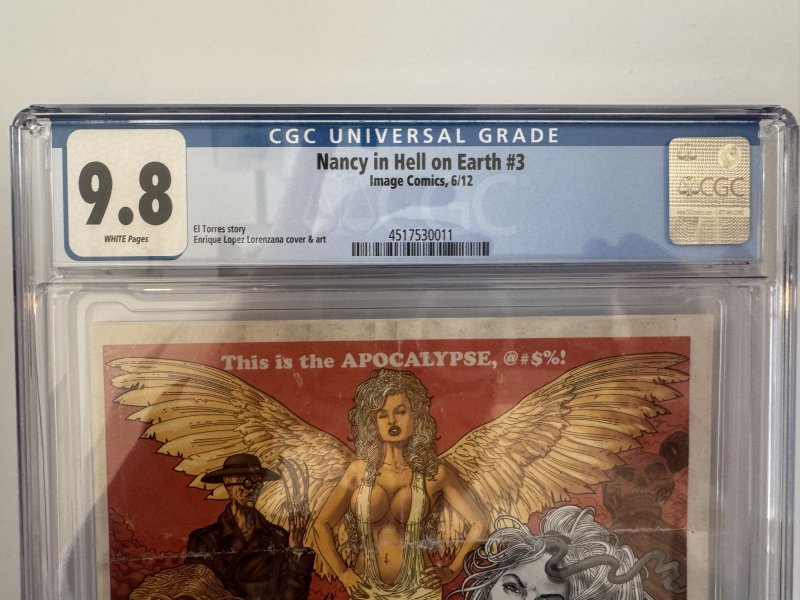 CGC UNIVERSAL GRADE
9.8
WHITE Pages
Nancy in Hell on Earth #3
Image Comics, 6/12
El Torres story
Enrique Lopez Lorenzana cover & art
4517530011
CGC
This is the APOCALYPSE, @#$%!